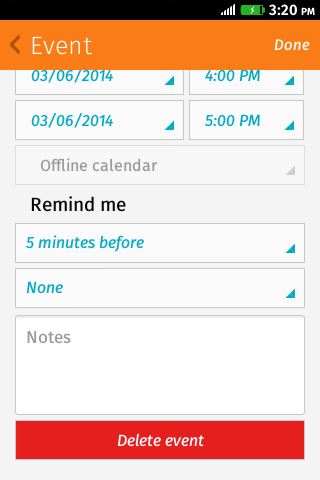 3:20 PM
Event
Done
03/06/2014
4:00 PM
03/06/2014
5:00 PM
Offline calendar
Remind me
5 minutes before
None
Notes
Delete event